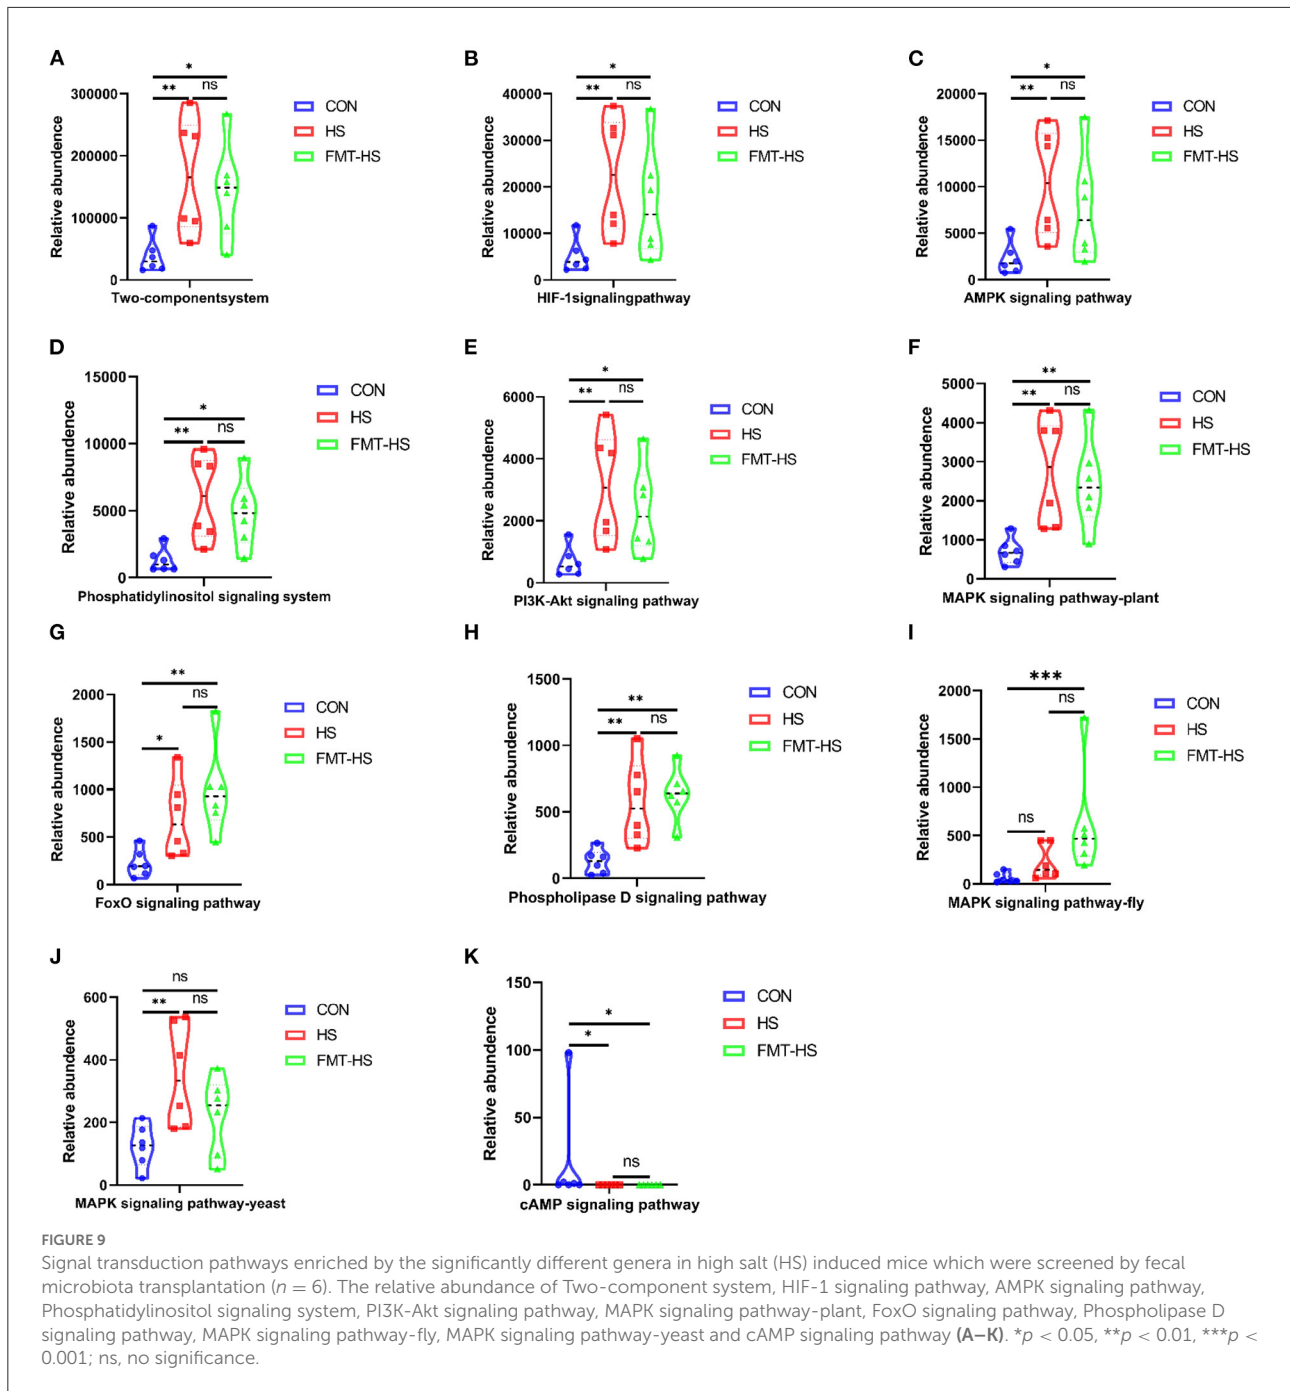 A
*
**
ns
300000
200000
100000
0
Relative abundance
Two-componentsystem
CON
HS
FMT-HS
B
*
**
ns
40000
30000
20000
10000
0
Relative abundance
HIF-1signalingpathway
CON
HS
FMT-HS
C
*
**
ns
20000
15000
10000
5000
0
Relative abundance
AMPK signaling pathway
CON
HS
FMT-HS
D
*
**
ns
15000
10000
5000
0
Relative abundance
Phosphatidylinositol signaling system
CON
HS
FMT-HS
E
*
**
ns
6000
4000
2000
0
Relative abundance
PI3K-Akt signaling pathway
CON
HS
FMT-HS
F
**
**
ns
5000
4000
3000
2000
1000
0
Relative abundance
MAPK signaling pathway-plant
CON
HS
FMT-HS
G
**
ns
*
2000
1500
1000
500
0
Relative abundance
FoxO signaling pathway
CON
HS
FMT-HS
H
**
**
ns
1500
1000
500
0
Relative abundance
Phospholipase D signaling pathway
CON
HS
FMT-HS
I
***
ns
ns
2000
1500
1000
500
0
Relative abundance
MAPK signaling pathway-fly
CON
HS
FMT-HS
J
ns
**
ns
600
400
200
0
Relative abundance
MAPK signaling pathway-yeast
CON
HS
FMT-HS
K
*
*
ns
150
100
50
0
Relative abundance
cAMP signaling pathway
CON
HS
FMT-HS
FIGURE 9
Signal transduction pathways enriched by the significantly different genera in high salt (HS) induced mice which were screened by fecal
microbiota transplantation (n = 6). The relative abundance of Two-component system, HIF-1 signaling pathway, AMPK signaling pathway,
Phosphatidylinositol signaling system, PI3K-Akt signaling pathway, MAPK signaling pathway-plant, FoxO signaling pathway, Phospholipase D
signaling pathway, MAPK signaling pathway-fly, MAPK signaling pathway-yeast and cAMP signaling pathway (A–K). *p < 0.05, **p < 0.01, ***p <
0.001; ns, no significance.